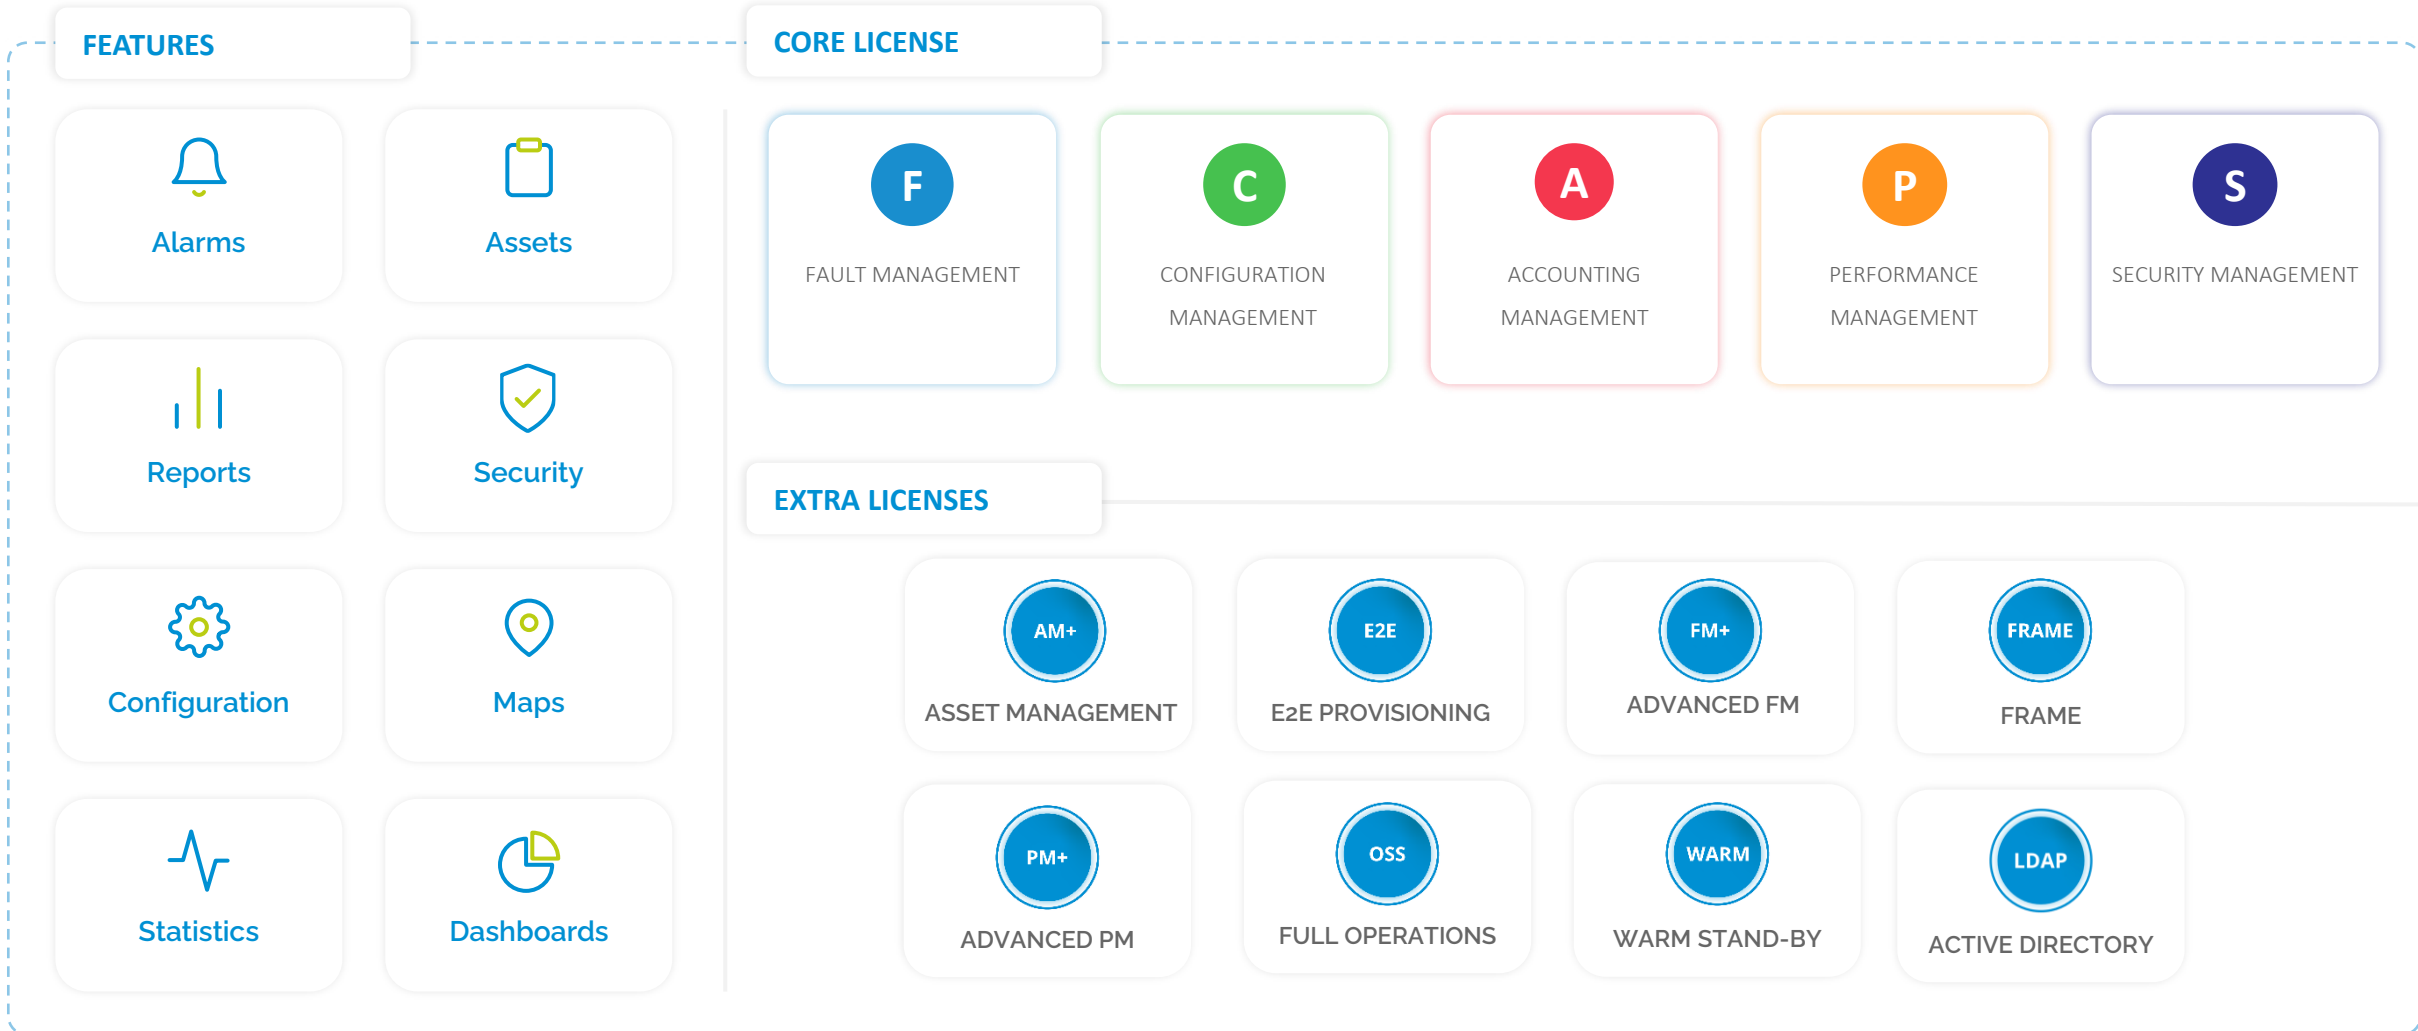 FEATURES
Alarms
Assets
Reports
Security
Configuration
Maps
Statistics
Dashboards
CORE LICENSE
F
FAULT MANAGEMENT
C
CONFIGURATION
MANAGEMENT
A
ACCOUNTING
MANAGEMENT
P
PERFORMANCE
MANAGEMENT
S
SECURITY MANAGEMENT
EXTRA LICENSES
AM+
ASSET MANAGEMENT
E2E
E2E PROVISIONING
FM+
ADVANCED FM
FRAME
FRAME
PM+
ADVANCED PM
OSS
FULL OPERATIONS
WARM
WARM STAND-BY
LDAP
ACTIVE DIRECTORY